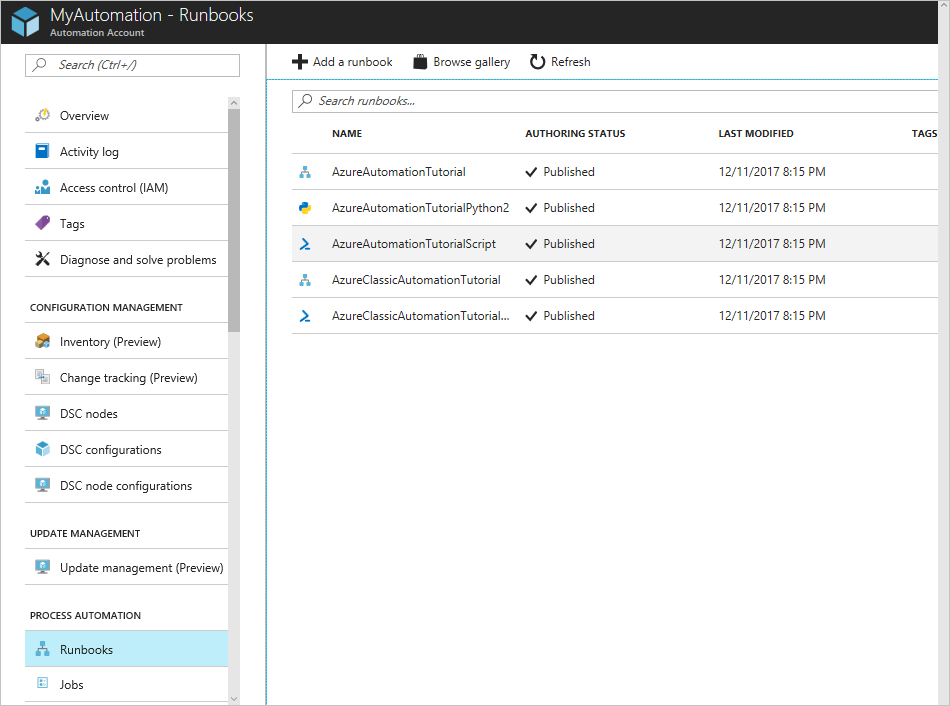 MyAutomation - Runbooks
Automation Account
Search (Ctrl+/)
Overview
Activity log
Access control (IAM)
Tags
Diagnose and solve problems
CONFIGURATION MANAGEMENT
Inventory (Preview)
Change tracking (Preview)
DSC nodes
DSC configurations
DSC node configurations
UPDATE MANAGEMENT
Update management (Preview)
PROCESS AUTOMATION
Runbooks
Jobs
Add a runbook Browse gallery Refresh
Search runbooks...
NAME AUTHORING STATUS LAST MODIFIED TAGS
AzureAutomationTutorial Published 12/11/2017 8:15 PM
AzureAutomationTutorialPython2 Published 12/11/2017 8:15 PM
AzureAutomationTutorialScript Published 12/11/2017 8:15 PM
AzureClassicAutomationTutorial Published 12/11/2017 8:15 PM
AzureClassicAutomationTutorial... Published 12/11/2017 8:15 PM